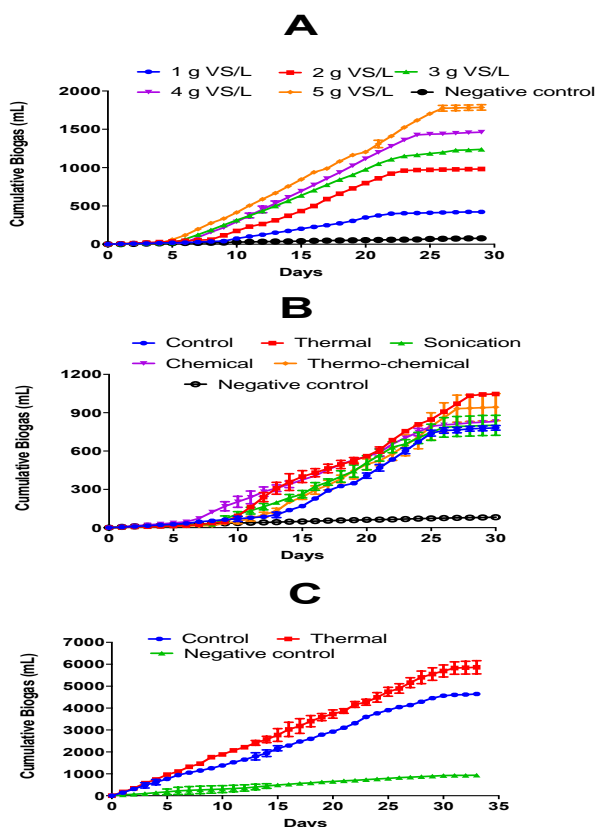 A
1 g VS/L 2 g VS/L 3 g VS/L
4 g VS/L 5 g VS/L Negative control
Cumulative Biogas (mL)
2000
1500
1000
500
0
0 5 10 15 20 25 30
Days
B
Control Thermal Sonication
Chemical Thermo-chemical
Negative control
Cumulative Biogas (mL)
1200
900
600
300
0
0 5 10 15 20 25 30
Days
C
Control Thermal
Negative control
Cumulative Biogas (mL)
7000
6000
5000
4000
3000
2000
1000
0
0 5 10 15 20 25 30 35
Days